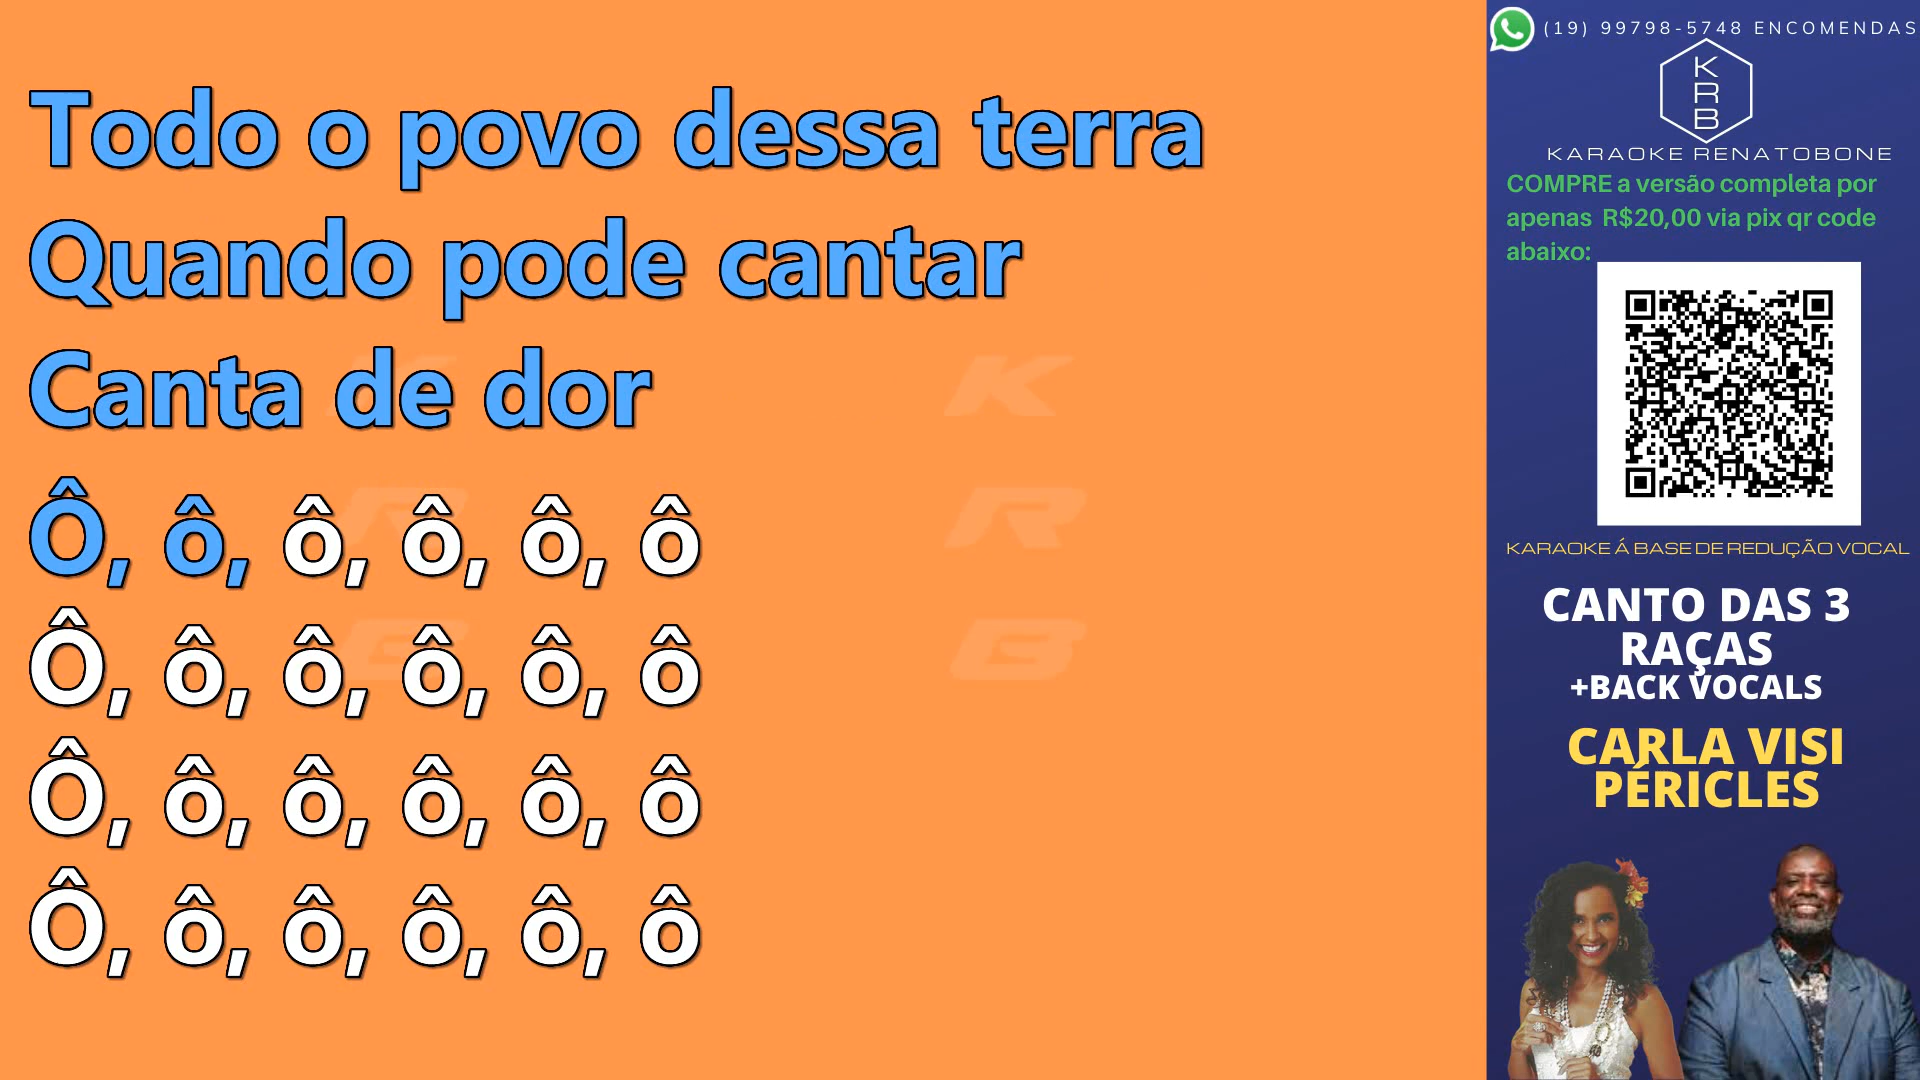 Todo o povo dessa terra
Quando pode cantar
Canta de dor
Ô, ô, ô, ô, ô, ô
Ô, ô, ô, ô, ô, ô
Ô, ô, ô, ô, ô, ô
Ô, ô, ô, ô, ô, ô
K K
R R
B B
(19) 99798-5748 ENCOMENDAS
K
R
B
KARAOKE RENATOBONE
COMPRE a versão completa por
apenas R$20,00 via pix qr code
abaixo:
KARAOKE Á BASE DE REDUÇÃO VOCAL
CANTO DAS 3
RAÇAS
+BACK VOCALS
CARLA VISI
PÉRICLES